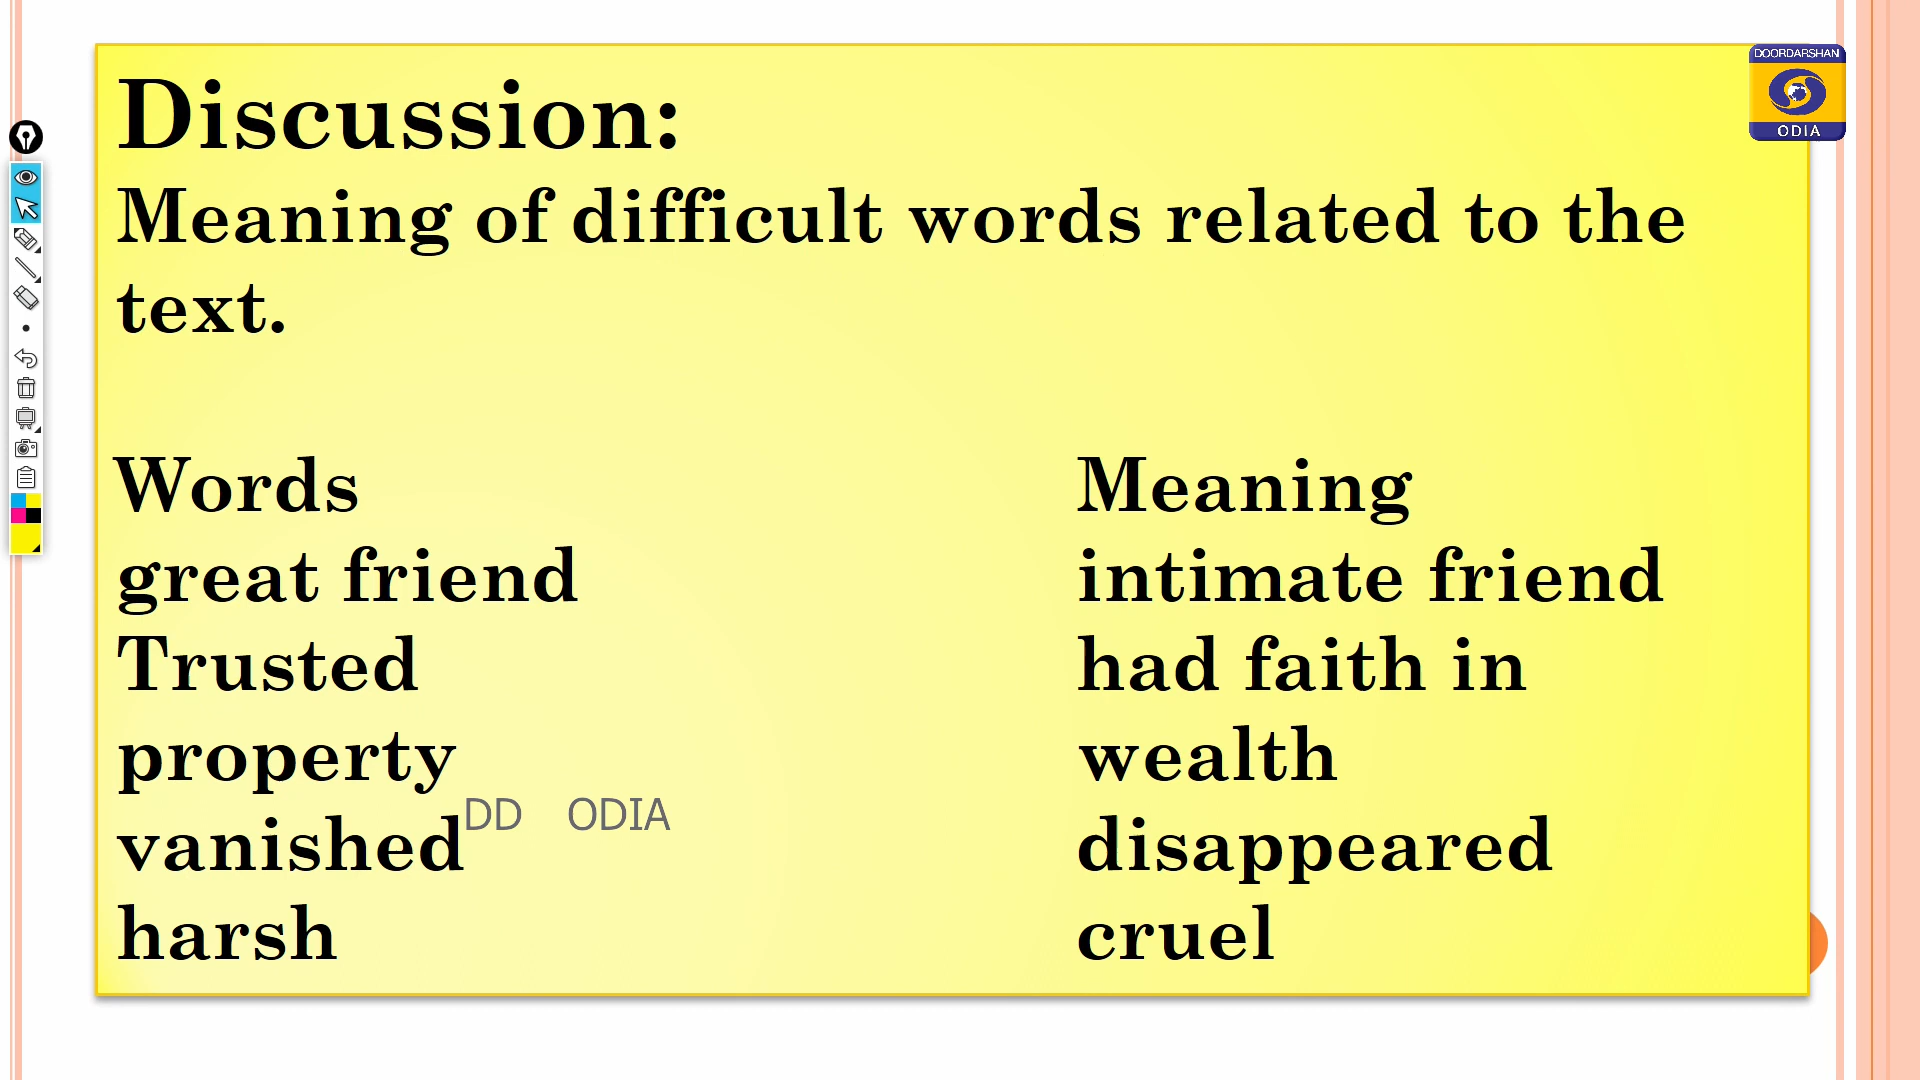 DOORDARSHAN
ODIA
Discussion:
Meaning of difficult words related to the
text.
Words Meaning
great friend intimate friend
Trusted had faith in
property wealth
DD ODIA
vanished disappeared
harsh cruel